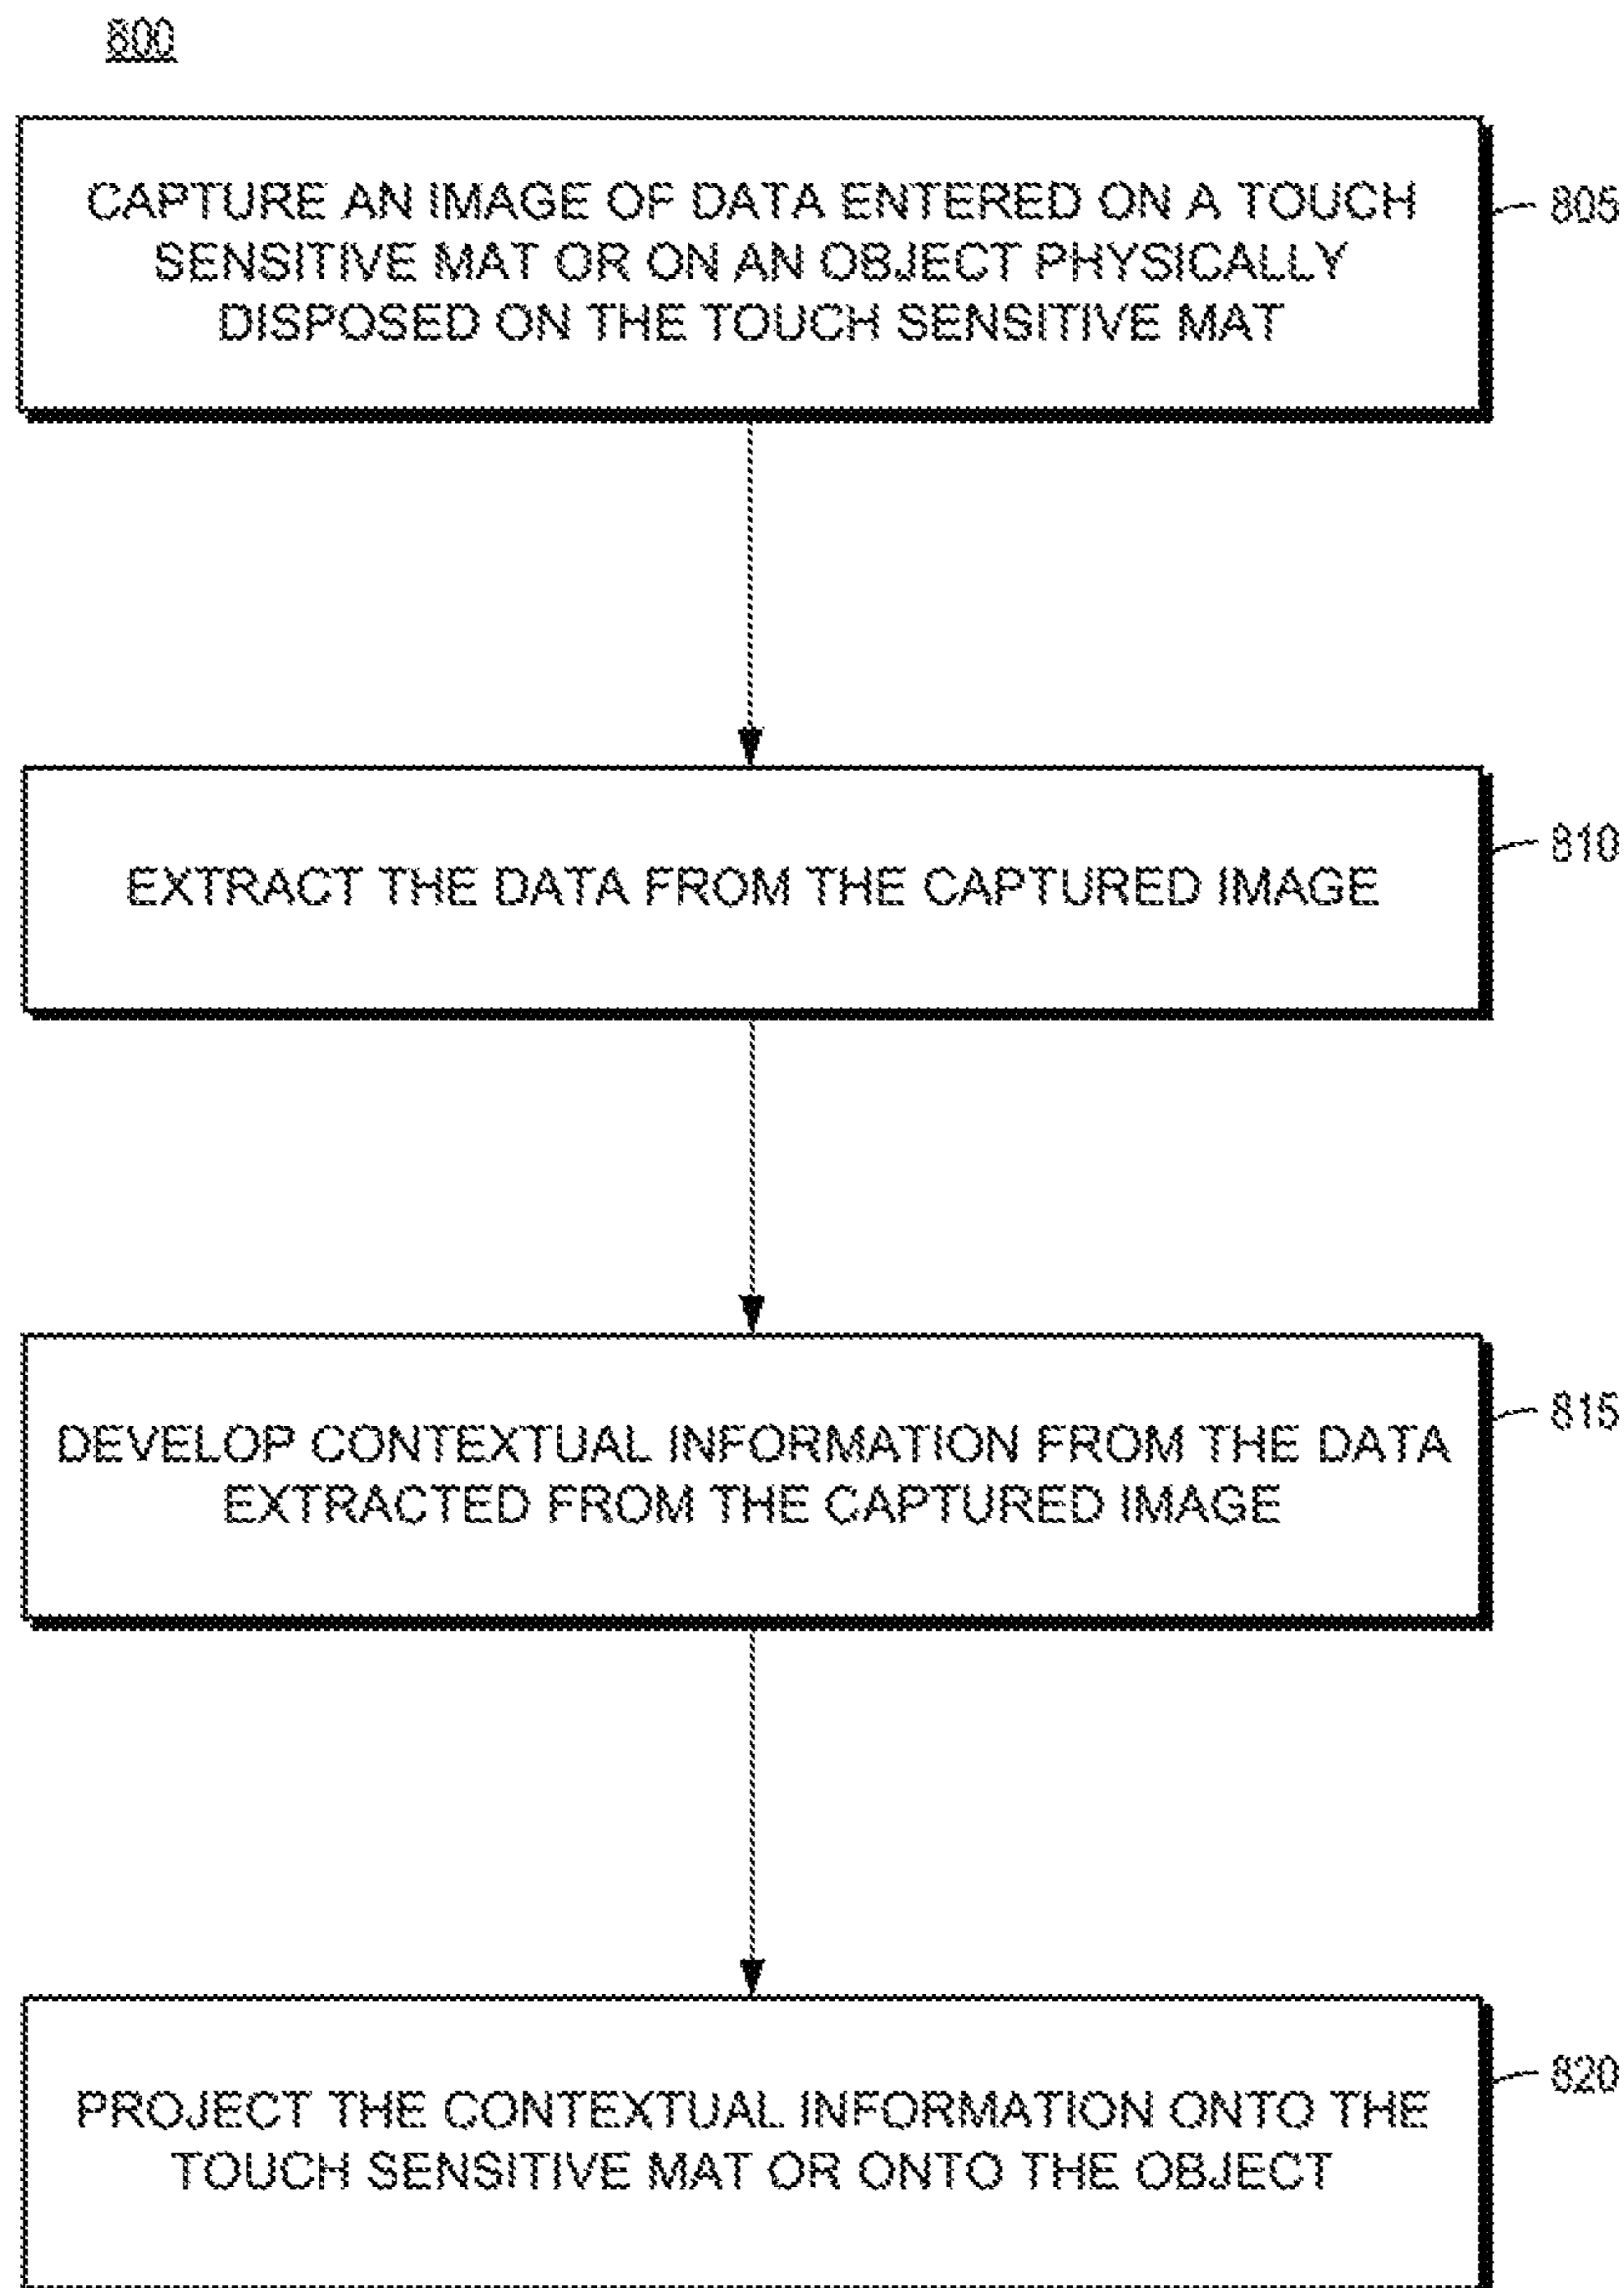 800
CAPTURE AN IMAGE OF DATA ENTERED ON A TOUCH
SENSITIVE MAT OR ON AN OBJECT PHYSICALLY
DISPOSED ON THE TOUCH SENSITIVE MAT
805
EXTRACT THE DATA FROM THE CAPTURED IMAGE
810
DEVELOP CONTEXTUAL INFORMATION FROM THE DATA
EXTRACTED FROM THE CAPTURED IMAGE
815
PROJECT THE CONTEXTUAL INFORMATION ONTO THE
TOUCH SENSITIVE MAT OR ONTO THE OBJECT
820